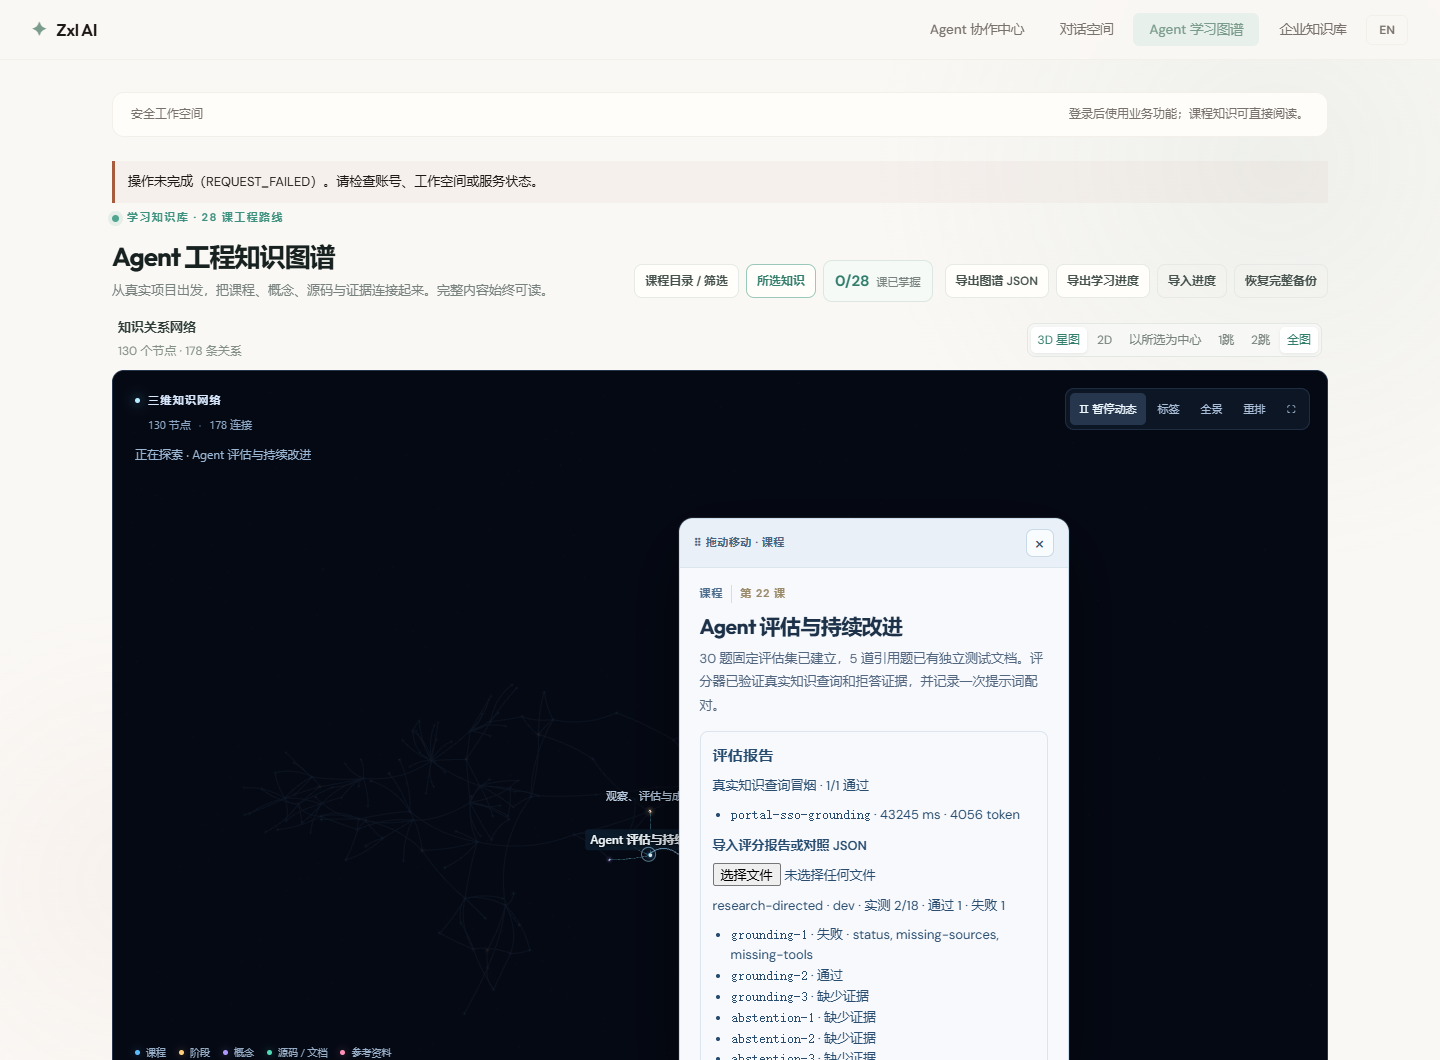 Zxl AI
Agent 协作中心
对话空间
Agent 学习图谱
企业知识库
EN
安全工作空间
登录后使用业务功能；课程知识可直接阅读。
操作未完成（REQUEST_FAILED）。请检查账号、工作空间或服务状态。
学习知识库 · 28 课工程路线
Agent 工程知识图谱
从真实项目出发，把课程、概念、源码与证据连接起来。完整内容始终可读。
课程目录 / 筛选
所选知识
0/28 课已掌握
导出图谱 JSON
导出学习进度
导入进度
恢复完整备份
知识关系网络
130 个节点 · 178 条关系
3D 星图
2D
以所选为中心
1跳
2跳
全图
三维知识网络
130 节点 · 178 连接
正在探索 · Agent 评估与持续改进
暂停动态
标签
全景
重排
⠿ 拖动移动 · 课程
×
课程
第 22 课
Agent 评估与持续改进
30 题固定评估集已建立，5 道引用题已有独立测试文档。评
分器已验证真实知识查询和拒答证据，并记录一次提示词配
对。
评估报告
真实知识查询冒烟 · 1/1 通过
portal-sso-grounding · 43245 ms · 4056 token
导入评分报告或对照 JSON
选择文件 未选择任何文件
research-directed · dev · 实测 2/18 · 通过 1 · 失败 1
grounding-1 · 失败 · status, missing-sources,
missing-tools
grounding-2 · 通过
grounding-3 · 缺少证据
abstention-1 · 缺少证据
abstention-2 · 缺少证据
abstention-3 · 缺少证据
观察、评估与成
Agent 评估与持续
课程
阶段
概念
源码 / 文档
参考资料